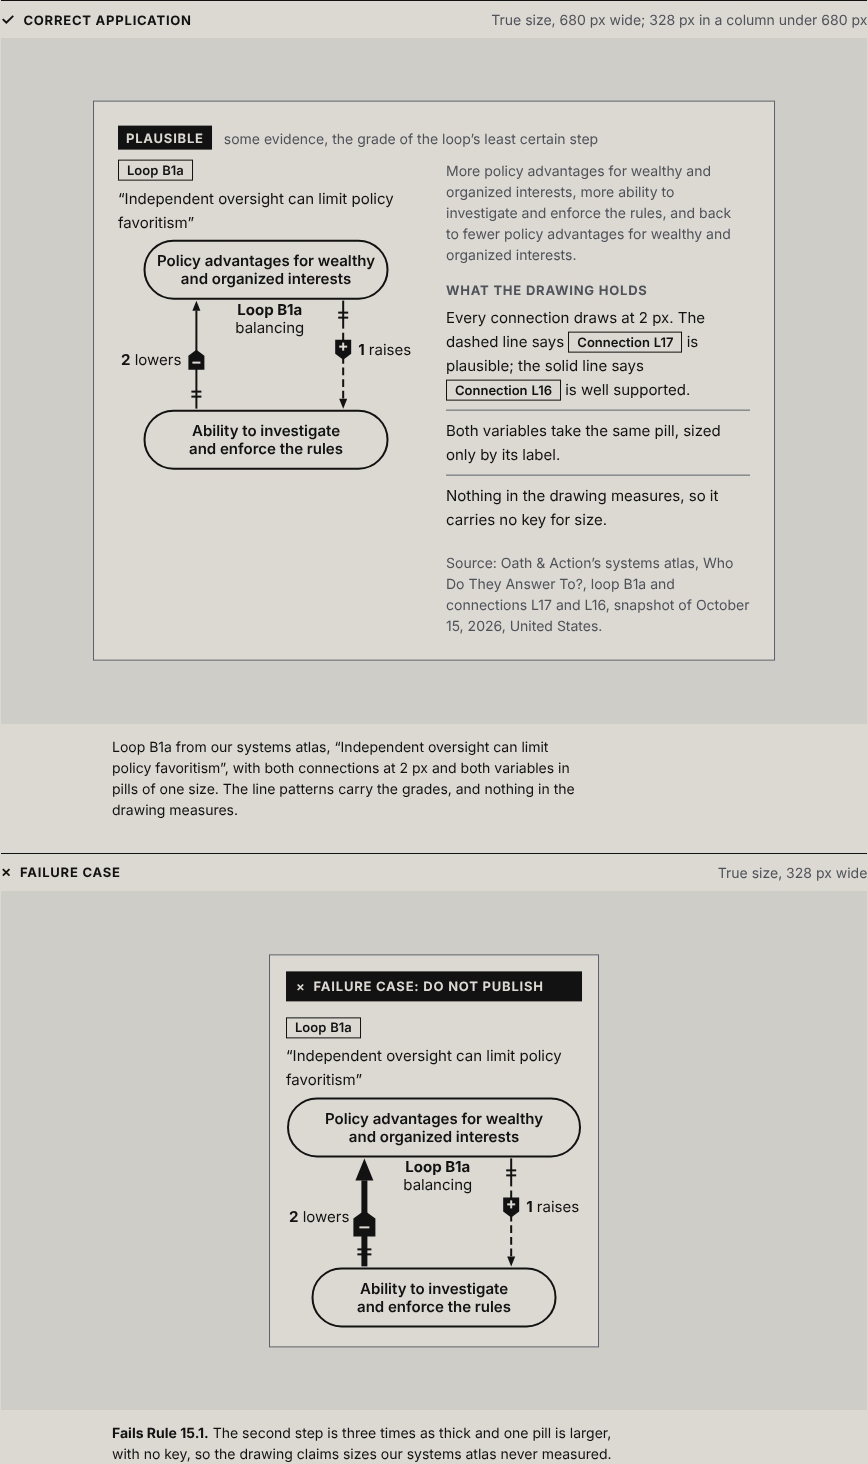 ✓ CORRECT APPLICATION
True size, 680 px wide; 328 px in a column under 680 px
PLAUSIBLE some evidence, the grade of the loop’s least certain step
Loop B1a
“Independent oversight can limit policy
favoritism”
Policy advantages for wealthy
and organized interests
Loop B1a
balancing
2 lowers
1 raises
Ability to investigate
and enforce the rules
More policy advantages for wealthy and
organized interests, more ability to
investigate and enforce the rules, and back
to fewer policy advantages for wealthy and
organized interests.
WHAT THE DRAWING HOLDS
Every connection draws at 2 px. The
dashed line says Connection L17 is
plausible; the solid line says
Connection L16 is well supported.
Both variables take the same pill, sized
only by its label.
Nothing in the drawing measures, so it
carries no key for size.
Source: Oath & Action’s systems atlas, Who
Do They Answer To?, loop B1a and
connections L17 and L16, snapshot of October
15, 2026, United States.
Loop B1a from our systems atlas, “Independent oversight can limit
policy favoritism”, with both connections at 2 px and both variables in
pills of one size. The line patterns carry the grades, and nothing in the
drawing measures.
× FAILURE CASE
True size, 328 px wide
× FAILURE CASE: DO NOT PUBLISH
Loop B1a
“Independent oversight can limit policy
favoritism”
Policy advantages for wealthy
and organized interests
Loop B1a
balancing
2 lowers
1 raises
Ability to investigate
and enforce the rules
Fails Rule 15.1. The second step is three times as thick and one pill is larger,
with no key, so the drawing claims sizes our systems atlas never measured.